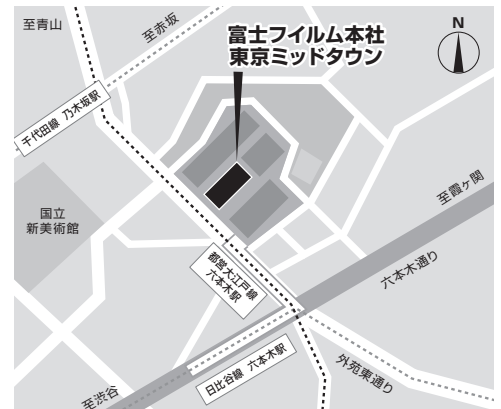 富士フイルム本社
東京ミッドタウン
N
至青山
至赤坂
千代田線 乃木坂駅
国立
新美術館
都営大江戸線
六本木駅
至霞ヶ関
六本木通り
日比谷線 六本木駅
外苑東通り
至渋谷